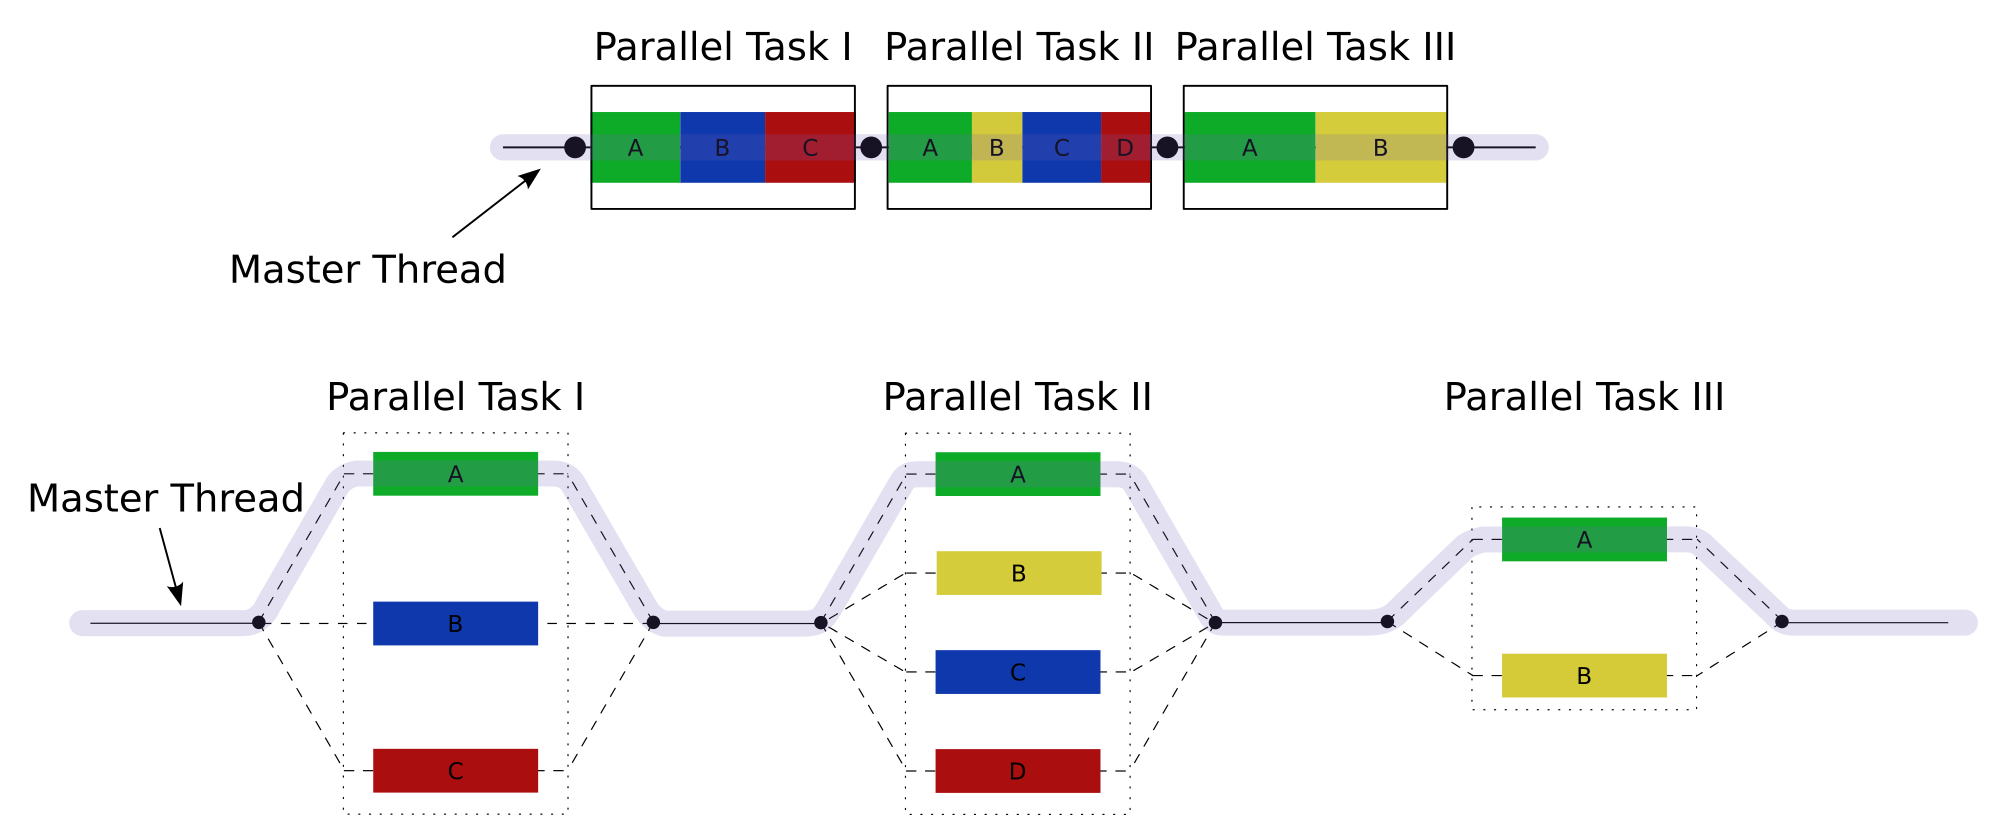 Parallel Task I Parallel Task II Parallel Task III
A B C A B C D A B
Master Thread
Parallel Task I Parallel Task II Parallel Task III
A A
Master Thread
A
B
B
C
B
C D